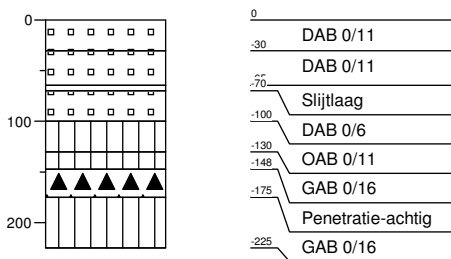 0
100
200
0
DAB 0/11
-30
DAB 0/11
-70
Slijtlaag
-100
DAB 0/6
-130
OAB 0/11
-148
GAB 0/16
-175
Penetratie-achtig
-225
GAB 0/16